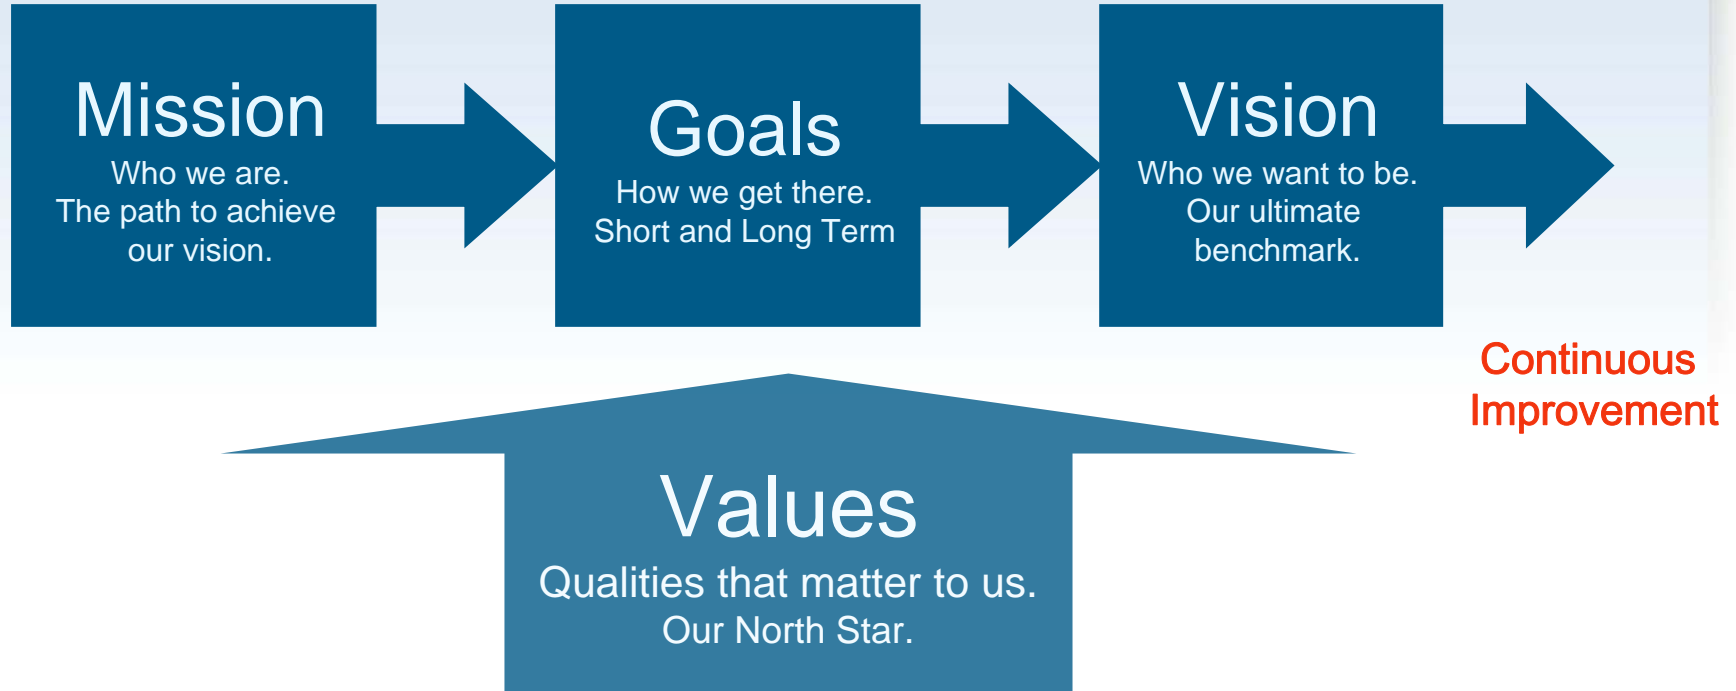 Mission
Who we are.
The path to achieve
our vision.
Goals
How we get there.
Short and Long Term
Vision
Who we want to be.
Our ultimate
benchmark.
Continuous
Improvement
Values
Qualities that matter to us.
Our North Star.